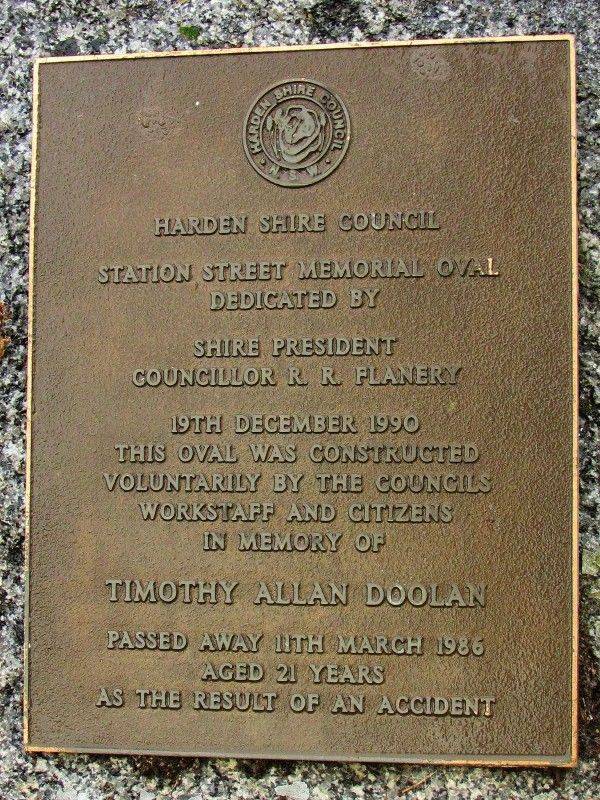 HARDEN SHIRE COUNCIL
N.S.W.
HARDEN SHIRE COUNCIL
STATION STREET MEMORIAL OVAL
DEDICATED BY
SHIRE PRESIDENT
COUNCILLOR R. R. FLANERY
19TH DECEMBER 1990
THIS OVAL WAS CONSTRUCTED
VOLUNTARILY BY THE COUNCILS
WORKSTAFF AND CITIZENS
IN MEMORY OF
TIMOTHY ALLAN DOOLAN
PASSED AWAY 11TH MARCH 1986
AGED 21 YEARS
AS THE RESULT OF AN ACCIDENT